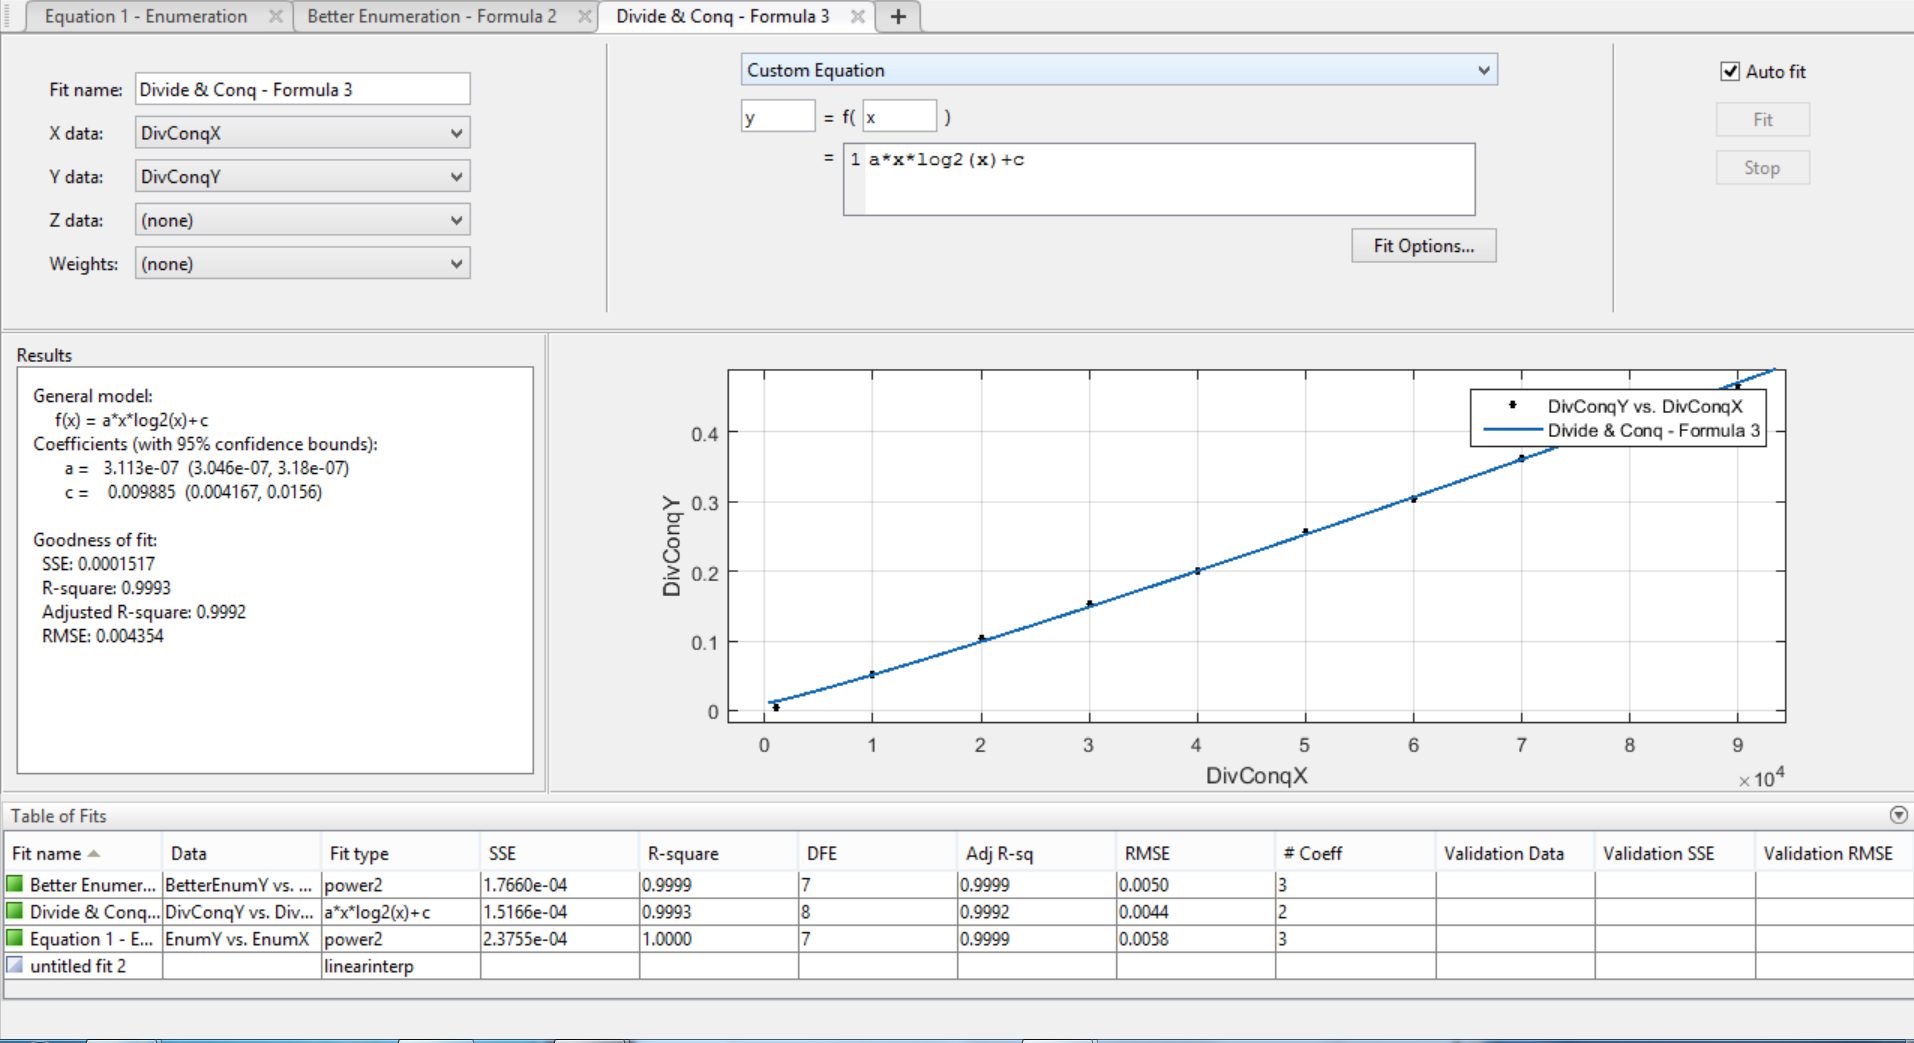 Equation 1 - Enumeration
Better Enumeration - Formula 2
Divide & Conq - Formula 3
+
Fit name: Divide & Conq - Formula 3
X data: DivConqX
Y data: DivConqY
Z data: (none)
Weights: (none)
Custom Equation
y = f( x )
= 1 a*x*log2(x)+c
Fit Options...
Auto fit
Fit
Stop
Results
General model:
f(x) = a*x*log2(x)+c
Coefficients (with 95% confidence bounds):
a = 3.113e-07 (3.046e-07, 3.18e-07)
c = 0.009885 (0.004167, 0.0156)
Goodness of fit:
SSE: 0.0001517
R-square: 0.9993
Adjusted R-square: 0.9992
RMSE: 0.004354
DivConqY vs. DivConqX
Divide & Conq - Formula 3
DivConqY
0.4
0.3
0.2
0.1
0
0 1 2 3 4 5 6 7 8 9
DivConqX
×10⁴
Table of Fits
Fit name Data Fit type SSE R-square DFE Adj R-sq RMSE # Coeff Validation Data Validation SSE Validation RMSE
Better Enumer... BetterEnumY vs. ... power2 1.7660e-04 0.9999 7 0.9999 0.0050 3
Divide & Conq... DivConqY vs. Div... a*x*log2(x)+c 1.5166e-04 0.9993 8 0.9992 0.0044 2
Equation 1 - E... EnumY vs. EnumX power2 2.3755e-04 1.0000 7 0.9999 0.0058 3
untitled fit 2 linearinterp